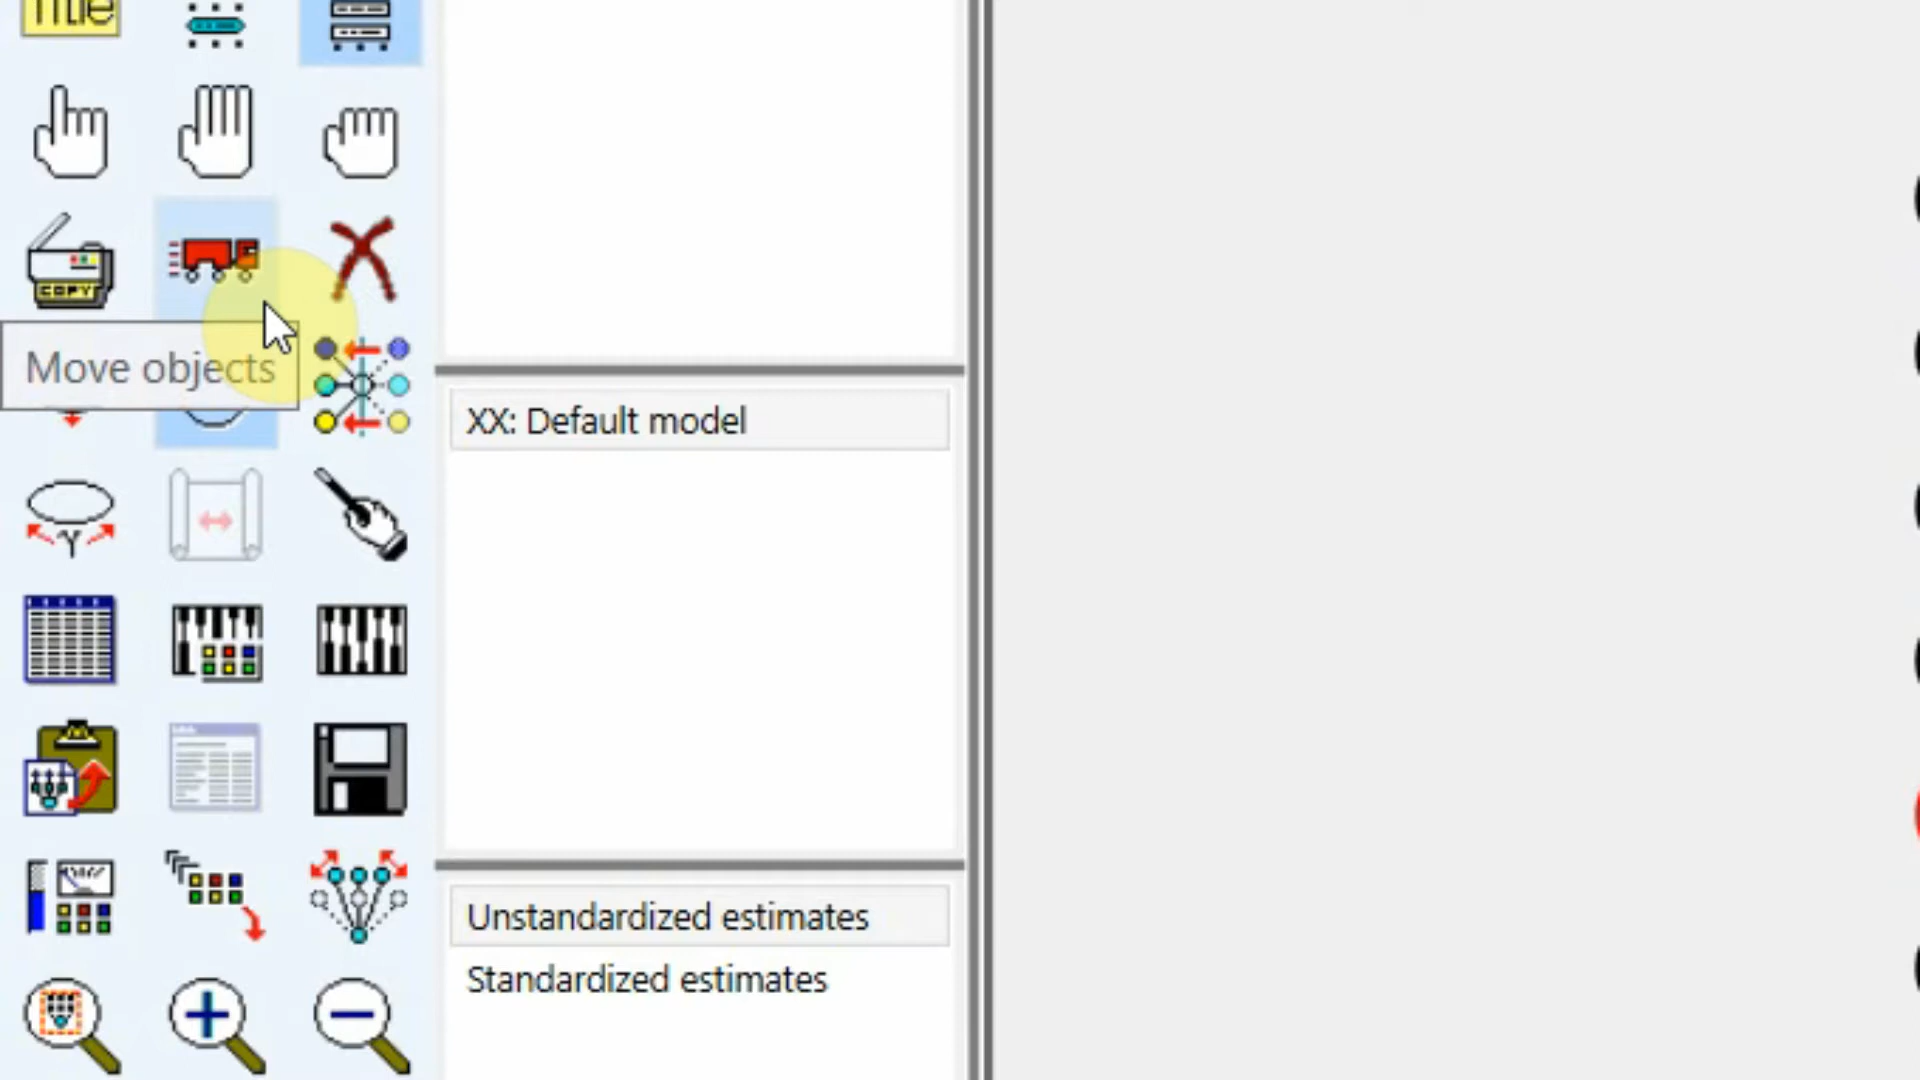 Title
COPY
Move objects
XX: Default model
γ
Unstandardized estimates
Standardized estimates